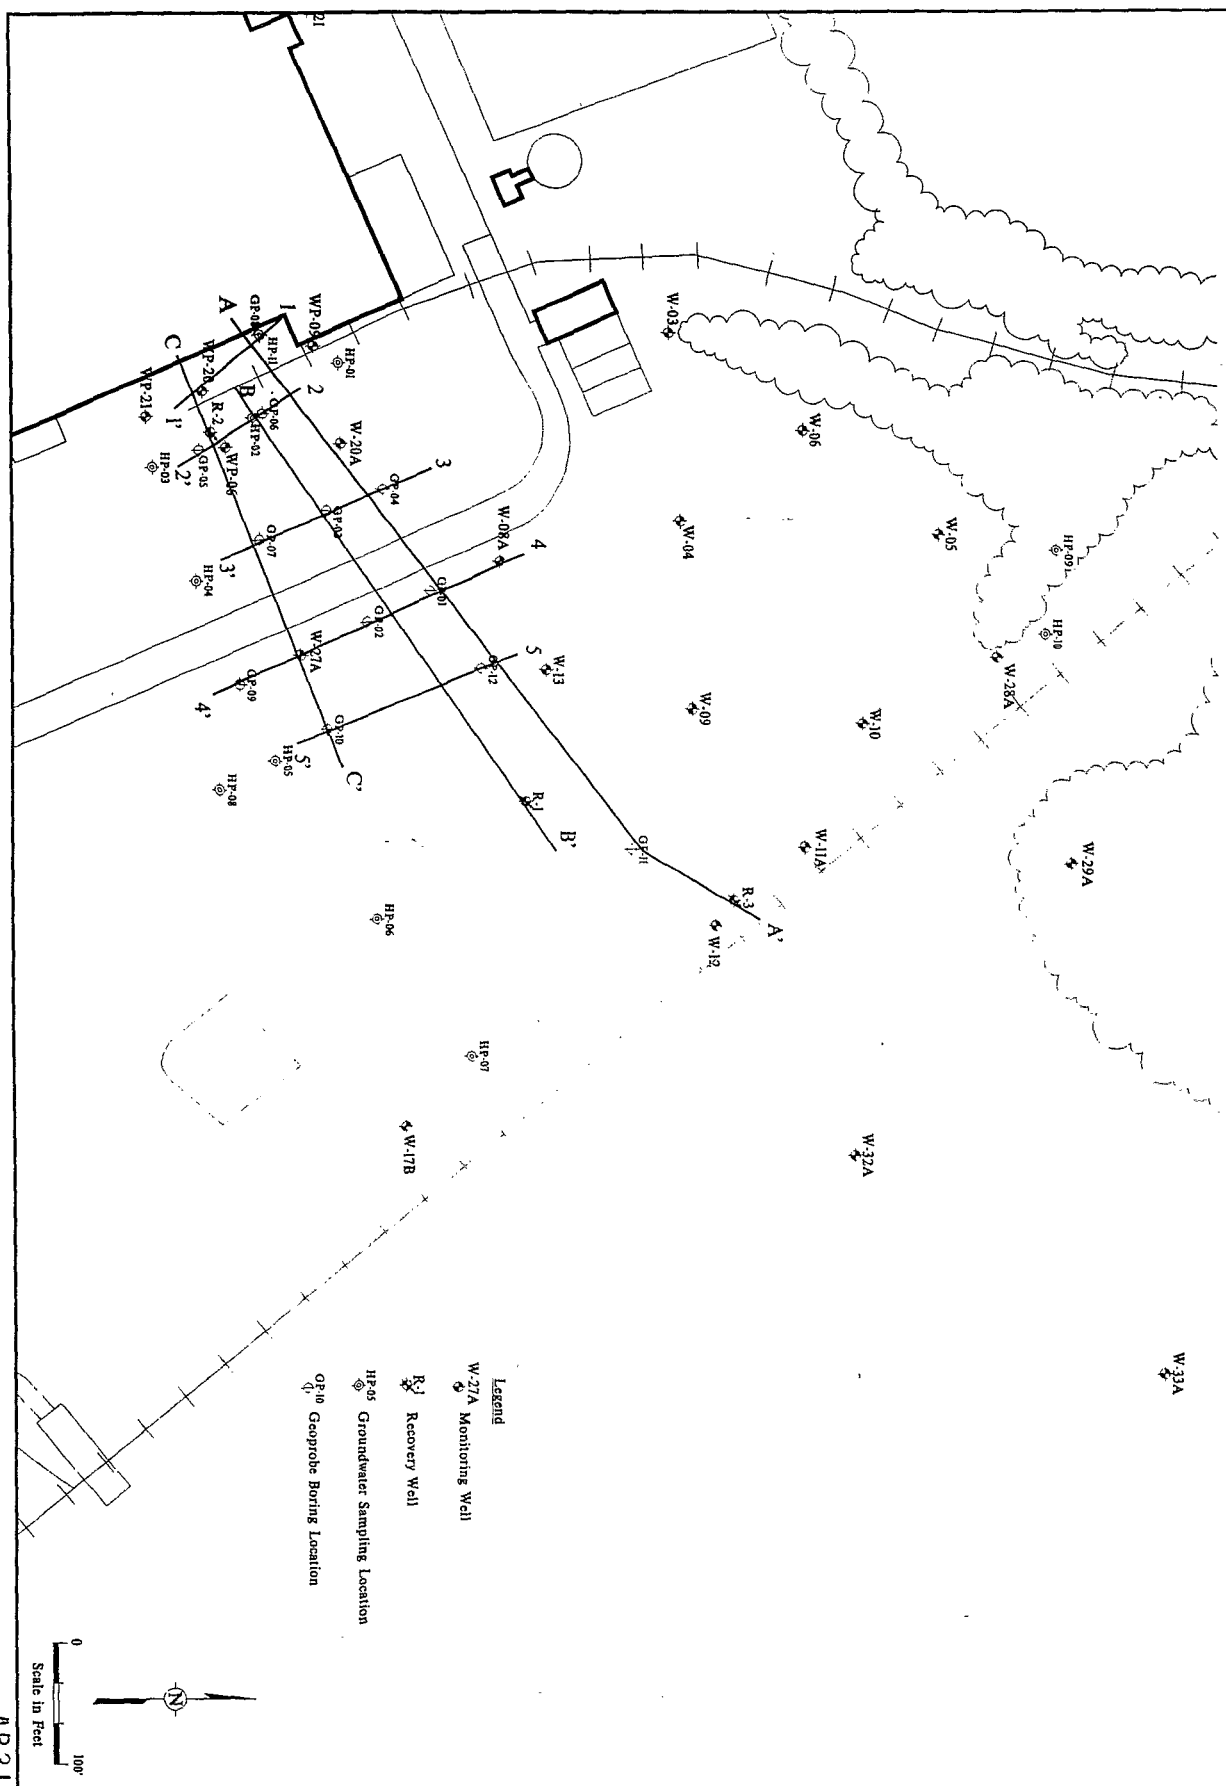 21
W-03
W-06
W-05
W-04
HP-09
HP-10
W-28A
W-29A
W-09
W-10
W-13
W-11A
W-12
R-3
A'
GP-11
B'
R-1
W-08A
4
5
3
2
1
A
B
C
WP-09
HP-01
GP-08
HP-11
WP-20
WP-21
1'
R-2
GP-06
HP-02
WP-06
GP-05
2'
HP-03
W-20A
GP-04
GP-03
GP-07
3'
HP-04
GP-01
GP-02
W-27A
GP-09
4'
GP-12
GP-10
5'
HP-05
C'
HP-08
HP-06
HP-07
W-17B
W-32A
W-33A
Legend
W-27A Monitoring Well
R-1 Recovery Well
HP-05 Groundwater Sampling Location
GP-10 Geoprobe Boring Location
N
0 100'
Scale in Feet